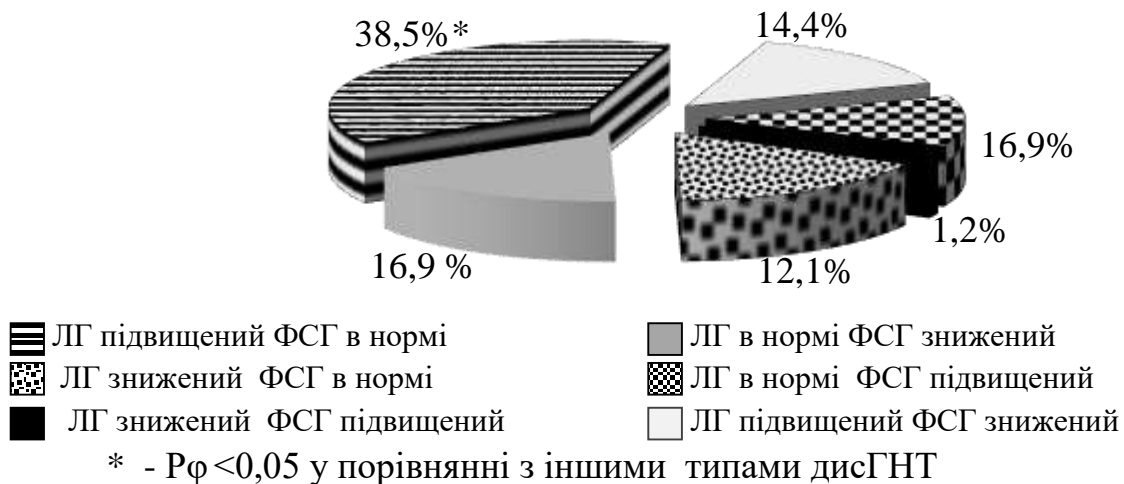 38,5%*
14,4%
16,9%
1,2%
12,1%
16,9 %
ЛГ підвищений ФСГ в нормі
ЛГ в нормі ФСГ знижений
ЛГ знижений ФСГ в нормі
ЛГ в нормі ФСГ підвищений
ЛГ знижений ФСГ підвищений
ЛГ підвищений ФСГ знижений
* - Pφ <0,05 у порівнянні з іншими типами дисГНТ